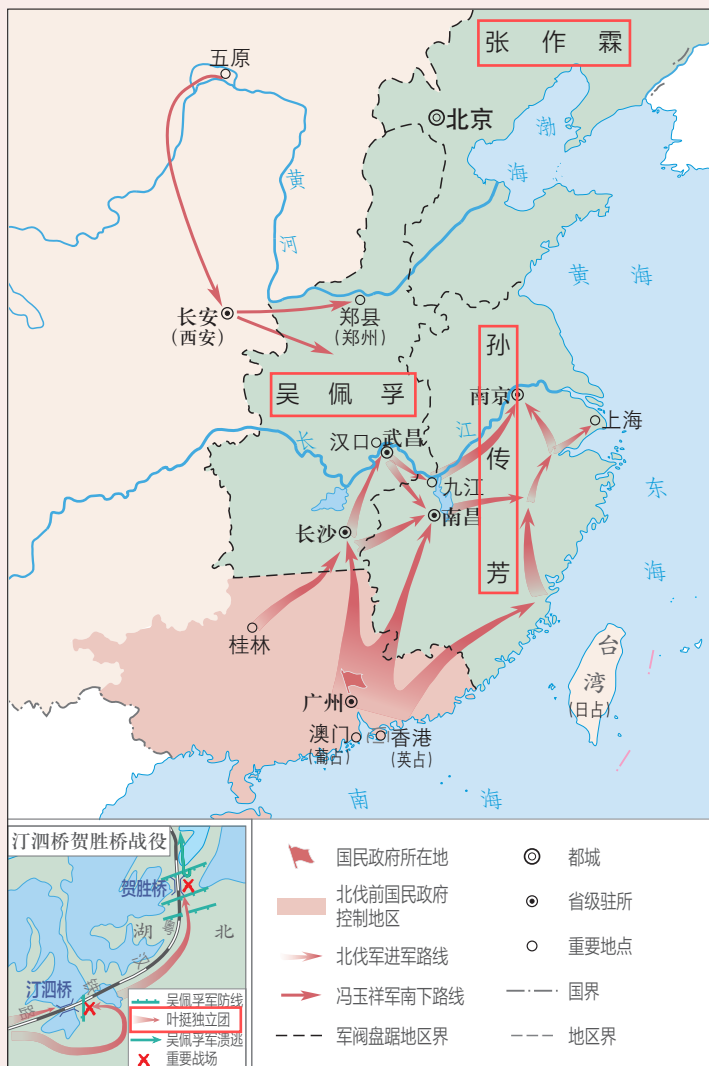 张作霖
五原
北京
渤
海
黄
河
长安
(西安)
郑县
(郑州)
黄 海
孙
传
芳
吴佩孚
南京
上海
长
江
汉口
武昌
九江
南昌
长沙
东
海
桂林
广州
澳门
(葡占)
香港
(英占)
台
湾
(日占)
南 海
汀泗桥贺胜桥战役
贺胜桥
湖 北
粤
汉
铁
路
汀泗桥
吴佩孚军防线
叶挺独立团
吴佩孚军溃逃
重要战场
国民政府所在地
北伐前国民政府
控制地区
北伐军进军路线
冯玉祥军南下路线
军阀盘踞地区界
都城
省级驻所
重要地点
国界
地区界